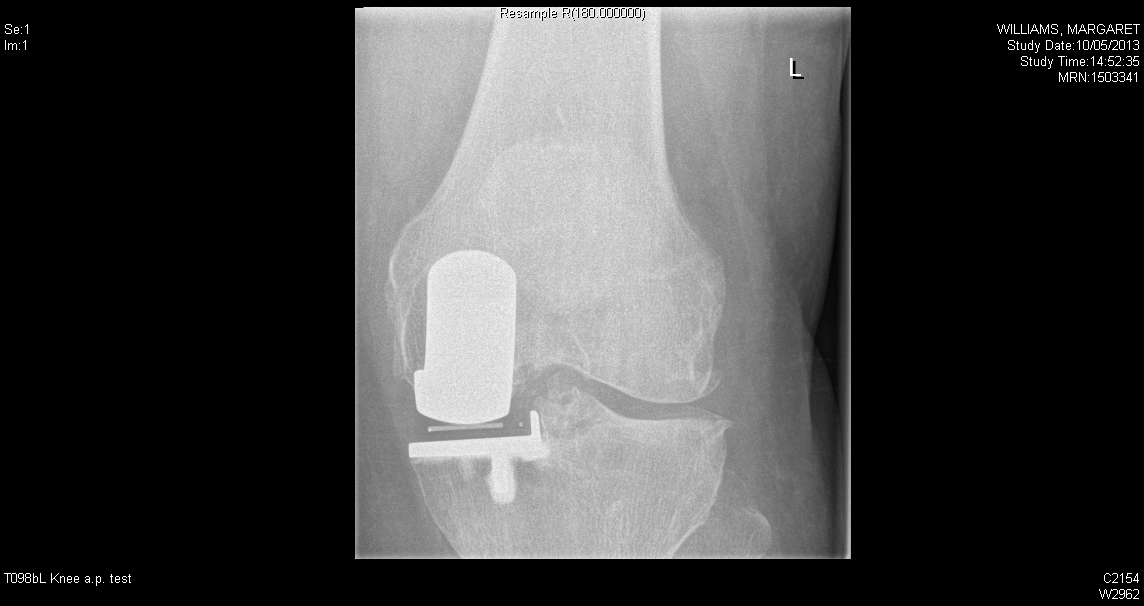 Resample R(180.000000)
Se:1
Im:1
WILLIAMS, MARGARET
Study Date:10/05/2013
Study Time:14:52:35
MRN:1503341
L
T098bL Knee a.p. test
C2154
W2962